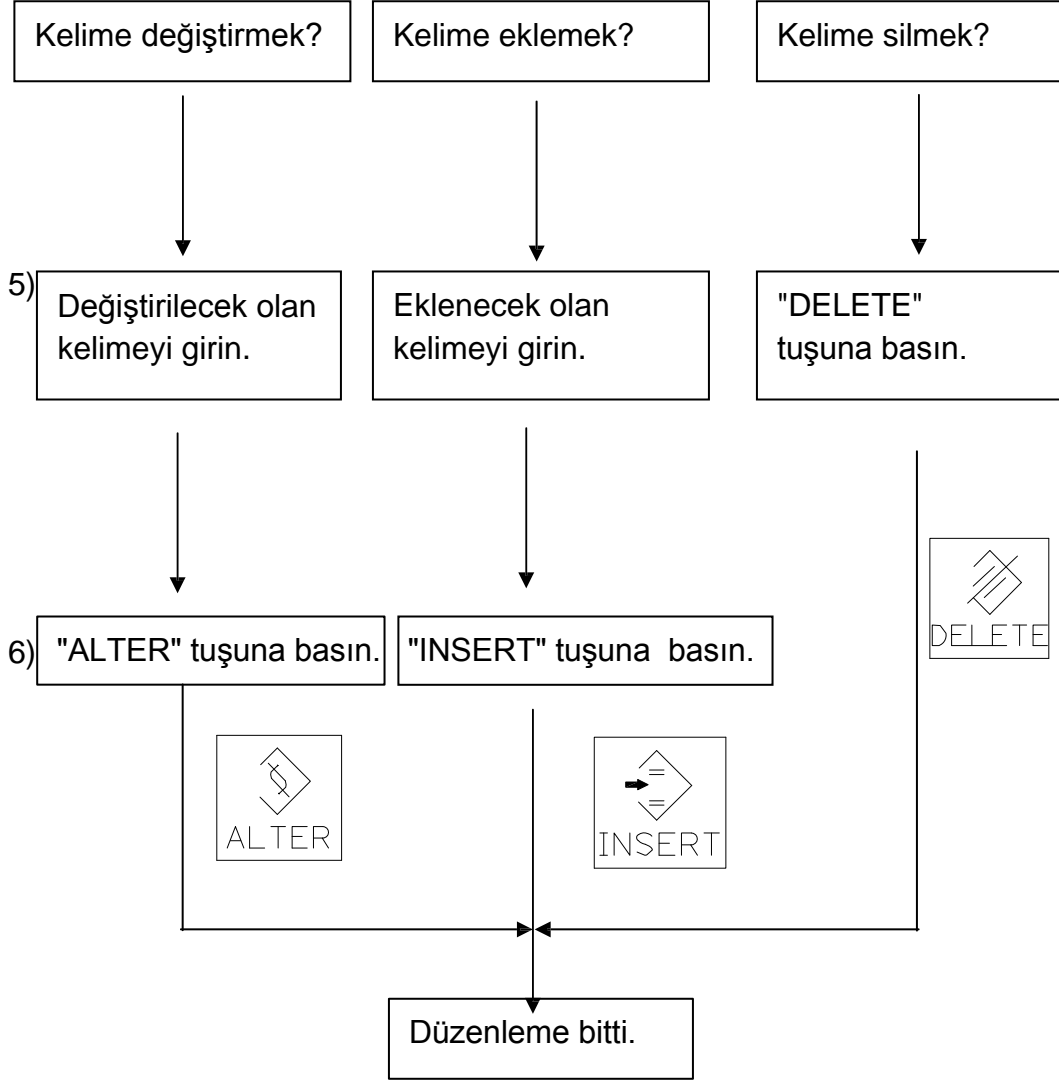 Kelime değiştirmek?
Kelime eklemek?
Kelime silmek?
5)
Değiştirilecek olan
kelimeyi girin.
Eklenecek olan
kelimeyi girin.
"DELETE"
tuşuna basın.
DELETE
6)
"ALTER" tuşuna basın.
"INSERT" tuşuna basın.
ALTER
INSERT
Düzenleme bitti.